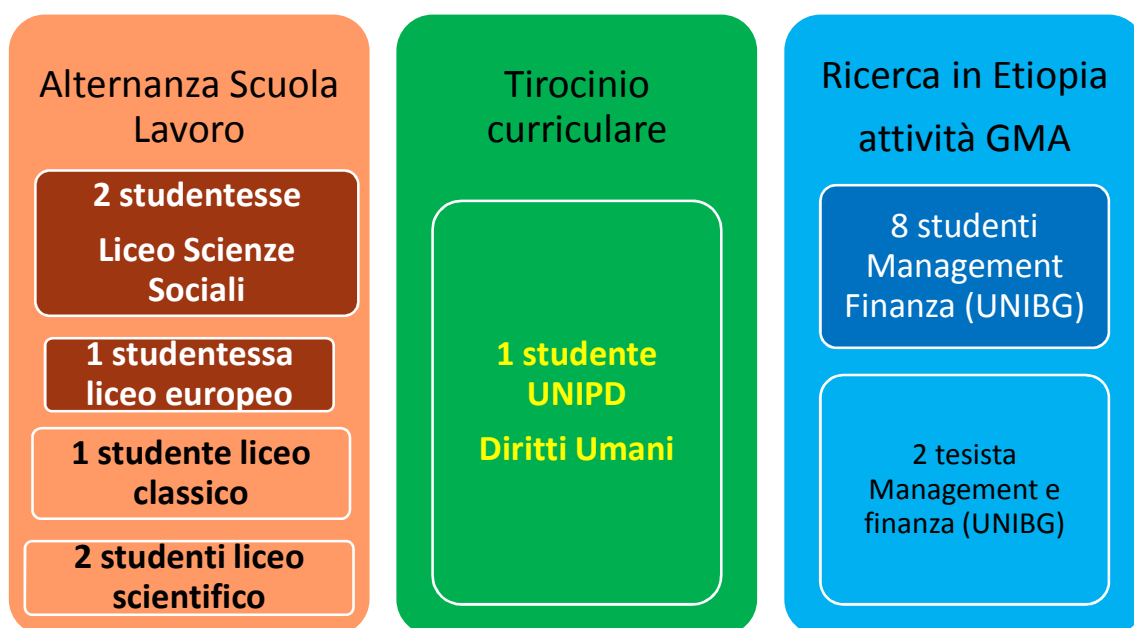 Alternanza Scuola
Lavoro
2 studentesse
Liceo Scienze
Sociali
1 studentessa
liceo europeo
1 studente liceo
classico
2 studenti liceo
scientifico
Tirocinio
curriculare
1 studente
UNIPD
Diritti Umani
Ricerca in Etiopia
attività GMA
8 studenti
Management
Finanza (UNIBG)
2 tesista
Management e
finanza (UNIBG)